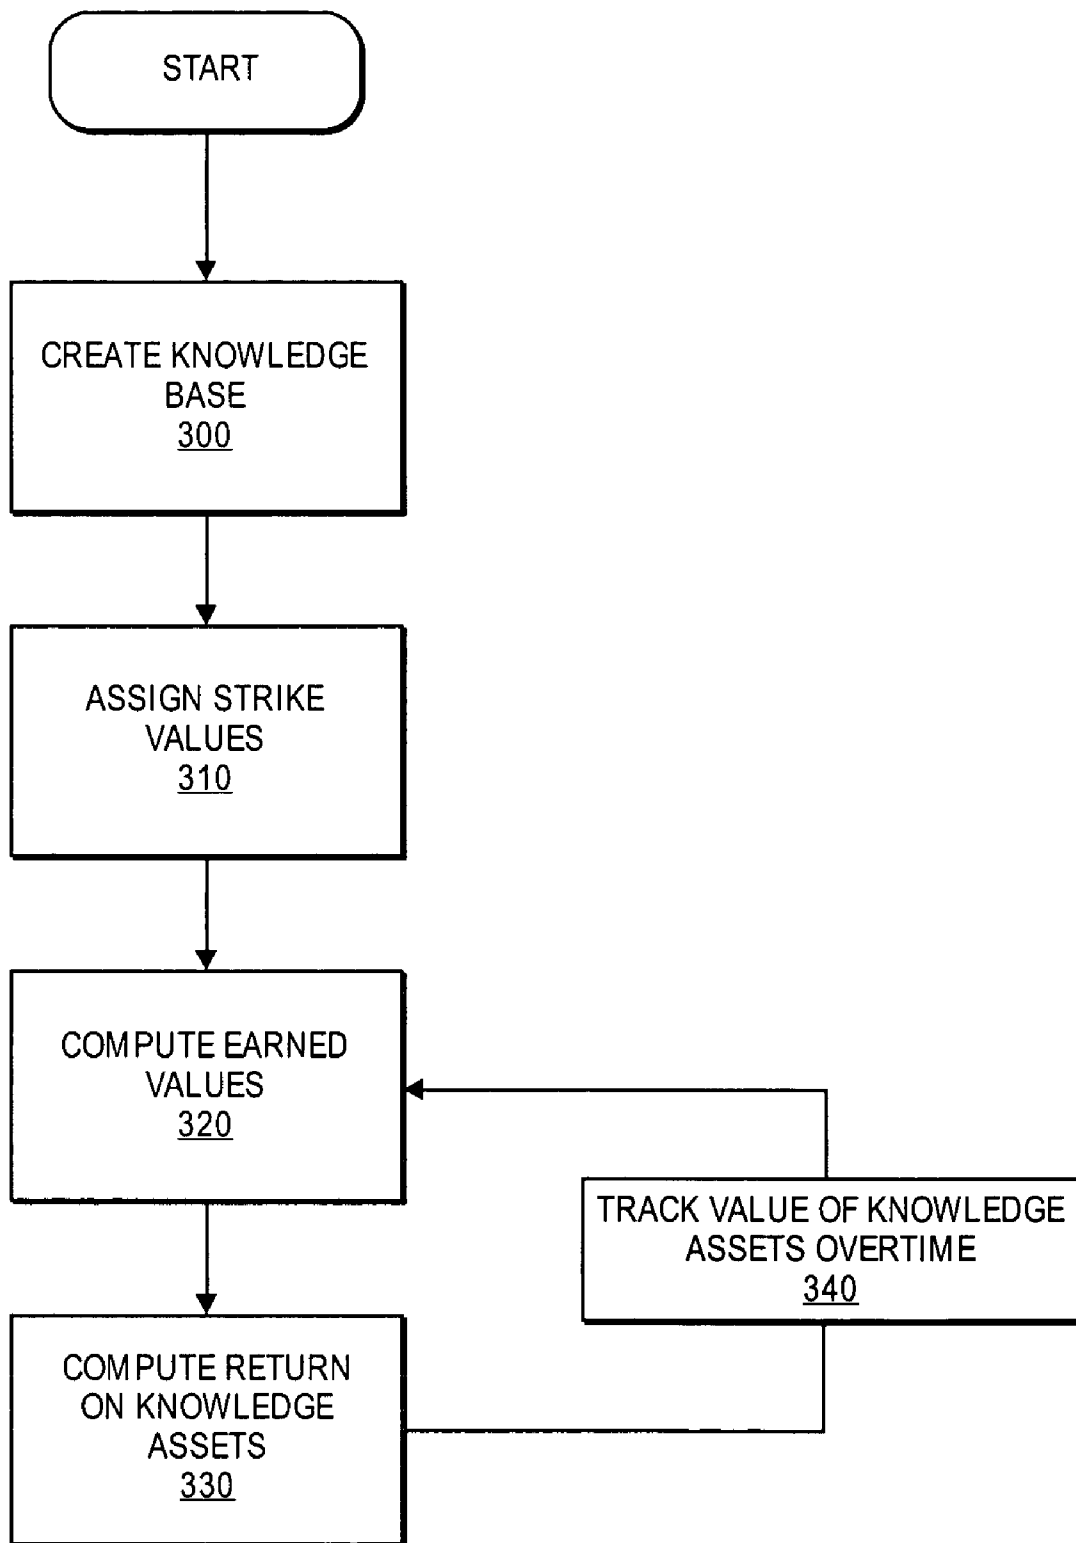 START
CREATE KNOWLEDGE
BASE
300
ASSIGN STRIKE
VALUES
310
COMPUTE EARNED
VALUES
320
TRACK VALUE OF KNOWLEDGE
ASSETS OVERTIME
340
COMPUTE RETURN
ON KNOWLEDGE
ASSETS
330